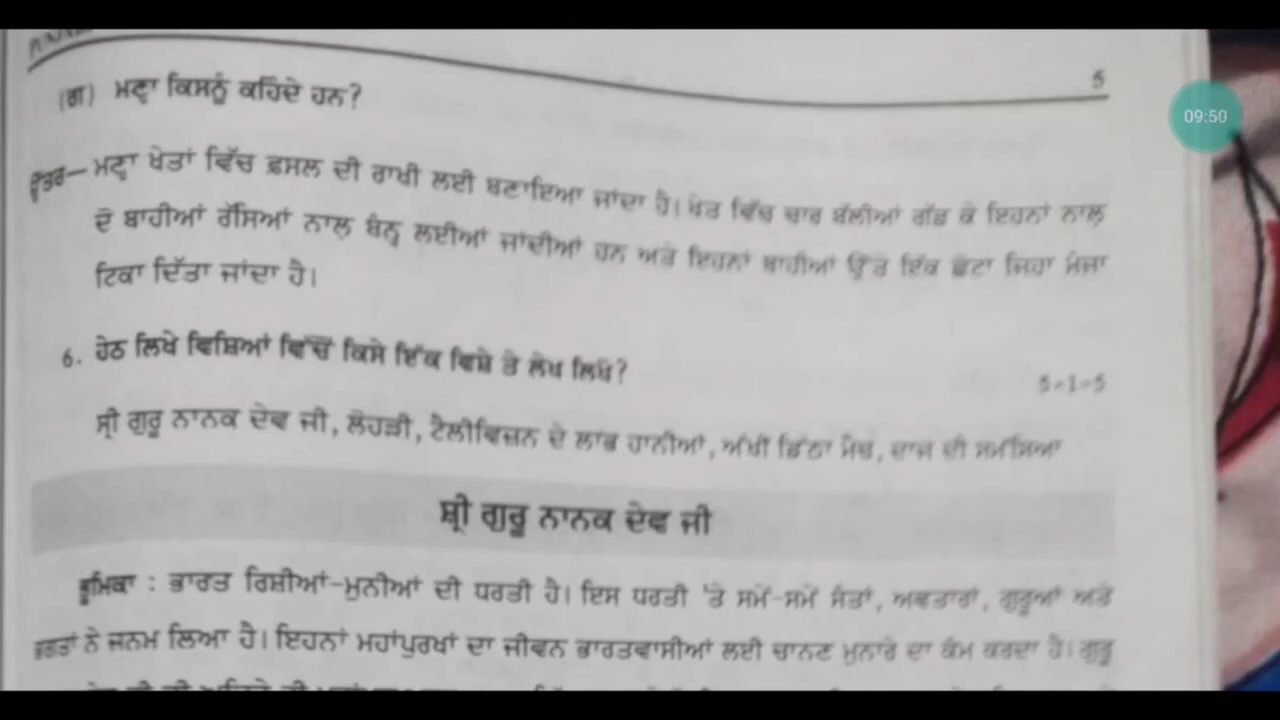 5
09:50
(ਗ) ਮਣ੍ਹਾ ਕਿਸਨੂੰ ਕਹਿੰਦੇ ਹਨ?
ਉੱਤਰ— ਮਣ੍ਹਾ ਖੇਤਾਂ ਵਿੱਚ ਫ਼ਸਲ ਦੀ ਰਾਖੀ ਲਈ ਬਣਾਇਆ ਜਾਂਦਾ ਹੈ। ਖੇਤ ਵਿੱਚ ਚਾਰ ਬੱਲੀਆਂ ਗੱਡ ਕੇ ਇਹਨਾਂ ਨਾਲ਼
ਦੋ ਬਾਹੀਆਂ ਰੱਸਿਆਂ ਨਾਲ਼ ਬੰਨ੍ਹ ਲਈਆਂ ਜਾਂਦੀਆਂ ਹਨ ਅਤੇ ਇਹਨਾਂ ਬਾਹੀਆਂ ਉੱਤੇ ਇੱਕ ਛੋਟਾ ਜਿਹਾ ਮੰਜਾ
ਟਿਕਾ ਦਿੱਤਾ ਜਾਂਦਾ ਹੈ।
6. ਹੇਠ ਲਿਖੇ ਵਿਸ਼ਿਆਂ ਵਿੱਚੋਂ ਕਿਸੇ ਇੱਕ ਵਿਸ਼ੇ ਤੇ ਲੇਖ ਲਿਖੋ?
5×1=5
ਸ੍ਰੀ ਗੁਰੂ ਨਾਨਕ ਦੇਵ ਜੀ, ਲੋਹੜੀ, ਟੈਲੀਵਿਜ਼ਨ ਦੇ ਲਾਭ ਹਾਨੀਆਂ, ਅੱਖੀਂ ਡਿੱਠਾ ਮੈਚ, ਦਾਜ ਦੀ ਸਮੱਸਿਆ
ਸ਼੍ਰੀ ਗੁਰੂ ਨਾਨਕ ਦੇਵ ਜੀ
ਭੂਮਿਕਾ : ਭਾਰਤ ਰਿਸ਼ੀਆਂ-ਮੁਨੀਆਂ ਦੀ ਧਰਤੀ ਹੈ। ਇਸ ਧਰਤੀ 'ਤੇ ਸਮੇਂ-ਸਮੇਂ ਸੰਤਾਂ, ਅਵਤਾਰਾਂ, ਗੁਰੂਆਂ ਅਤੇ
ਭਗਤਾਂ ਨੇ ਜਨਮ ਲਿਆ ਹੈ। ਇਹਨਾਂ ਮਹਾਂਪੁਰਖਾਂ ਦਾ ਜੀਵਨ ਭਾਰਤਵਾਸੀਆਂ ਲਈ ਚਾਨਣ ਮੁਨਾਰੇ ਦਾ ਕੰਮ ਕਰਦਾ ਹੈ। ਗੁਰੂ